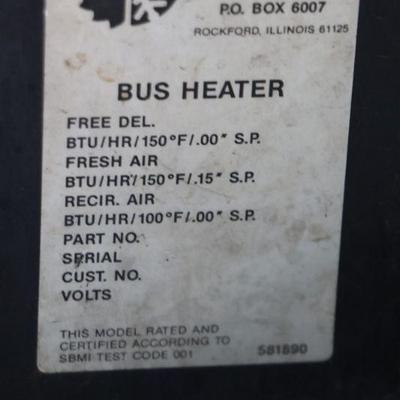 P.O. BOX 6007
ROCKFORD, ILLINOIS 61125
BUS HEATER
FREE DEL.
BTU/HR/150°F/.00" S.P.
FRESH AIR
BTU/HR/150°F/.15" S.P.
RECIR. AIR
BTU/HR/100°F/.00" S.P.
PART NO.
SERIAL
CUST. NO.
VOLTS
THIS MODEL RATED AND
CERTIFIED ACCORDING TO
SBMI TEST CODE 001 581890